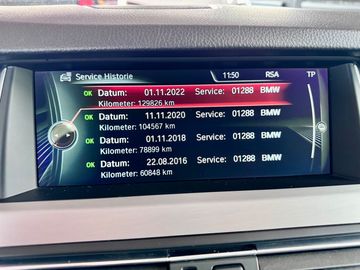 Service Historie 11:50 RSA TP
OK Datum: 01.11.2022 Service: 01288 BMW
Kilometer: 129826 km
OK Datum: 11.11.2020 Service: 01288 BMW
Kilometer: 104567 km
OK Datum: 01.11.2018 Service: 01288 BMW
Kilometer: 78899 km
OK Datum: 22.08.2016 Service: 01288 BMW
Kilometer: 60848 km